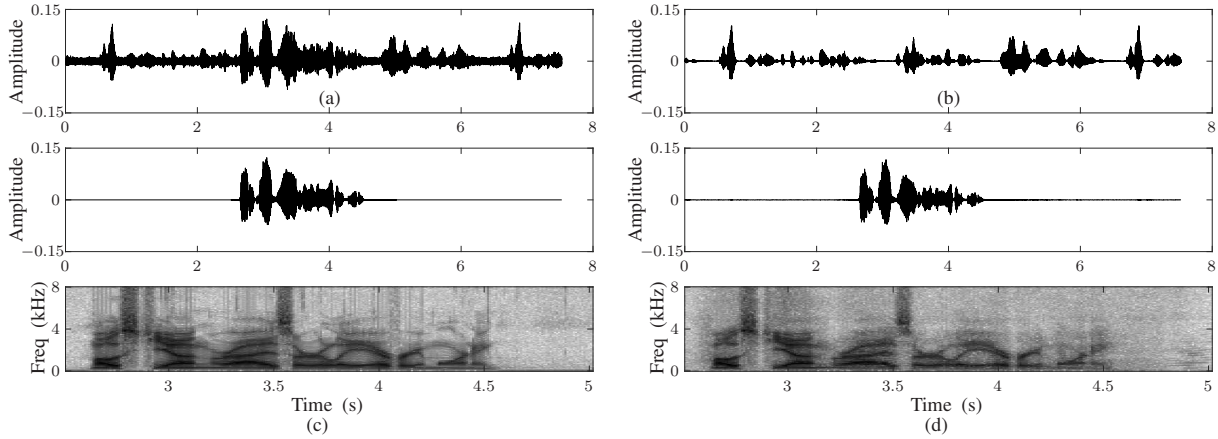 0.15 0 −0.15 Amplitude (a) 0 2 4 6 8
0.15 0 −0.15 Amplitude (b) 0 2 4 6 8
0.15 0 −0.15 Amplitude 0 2 4 6 8
0.15 0 −0.15 Amplitude 0 2 4 6 8
8 4 0 Freq (kHz) 3 3.5 4 4.5 5
Time (s)
(c)
8 4 0 3 3.5 4 4.5 5
Time (s)
(d)